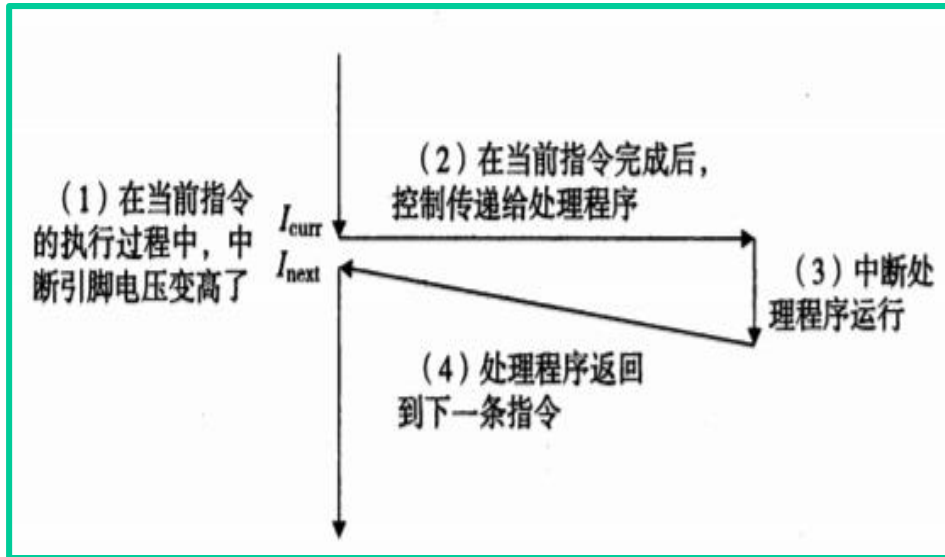 (1)在当前指令
的执行过程中，中
断引脚电压变高了
Icurr
Inext
(2)在当前指令完成后，
控制传递给处理程序
(3)中断处
理程序运行
(4)处理程序返回
到下一条指令